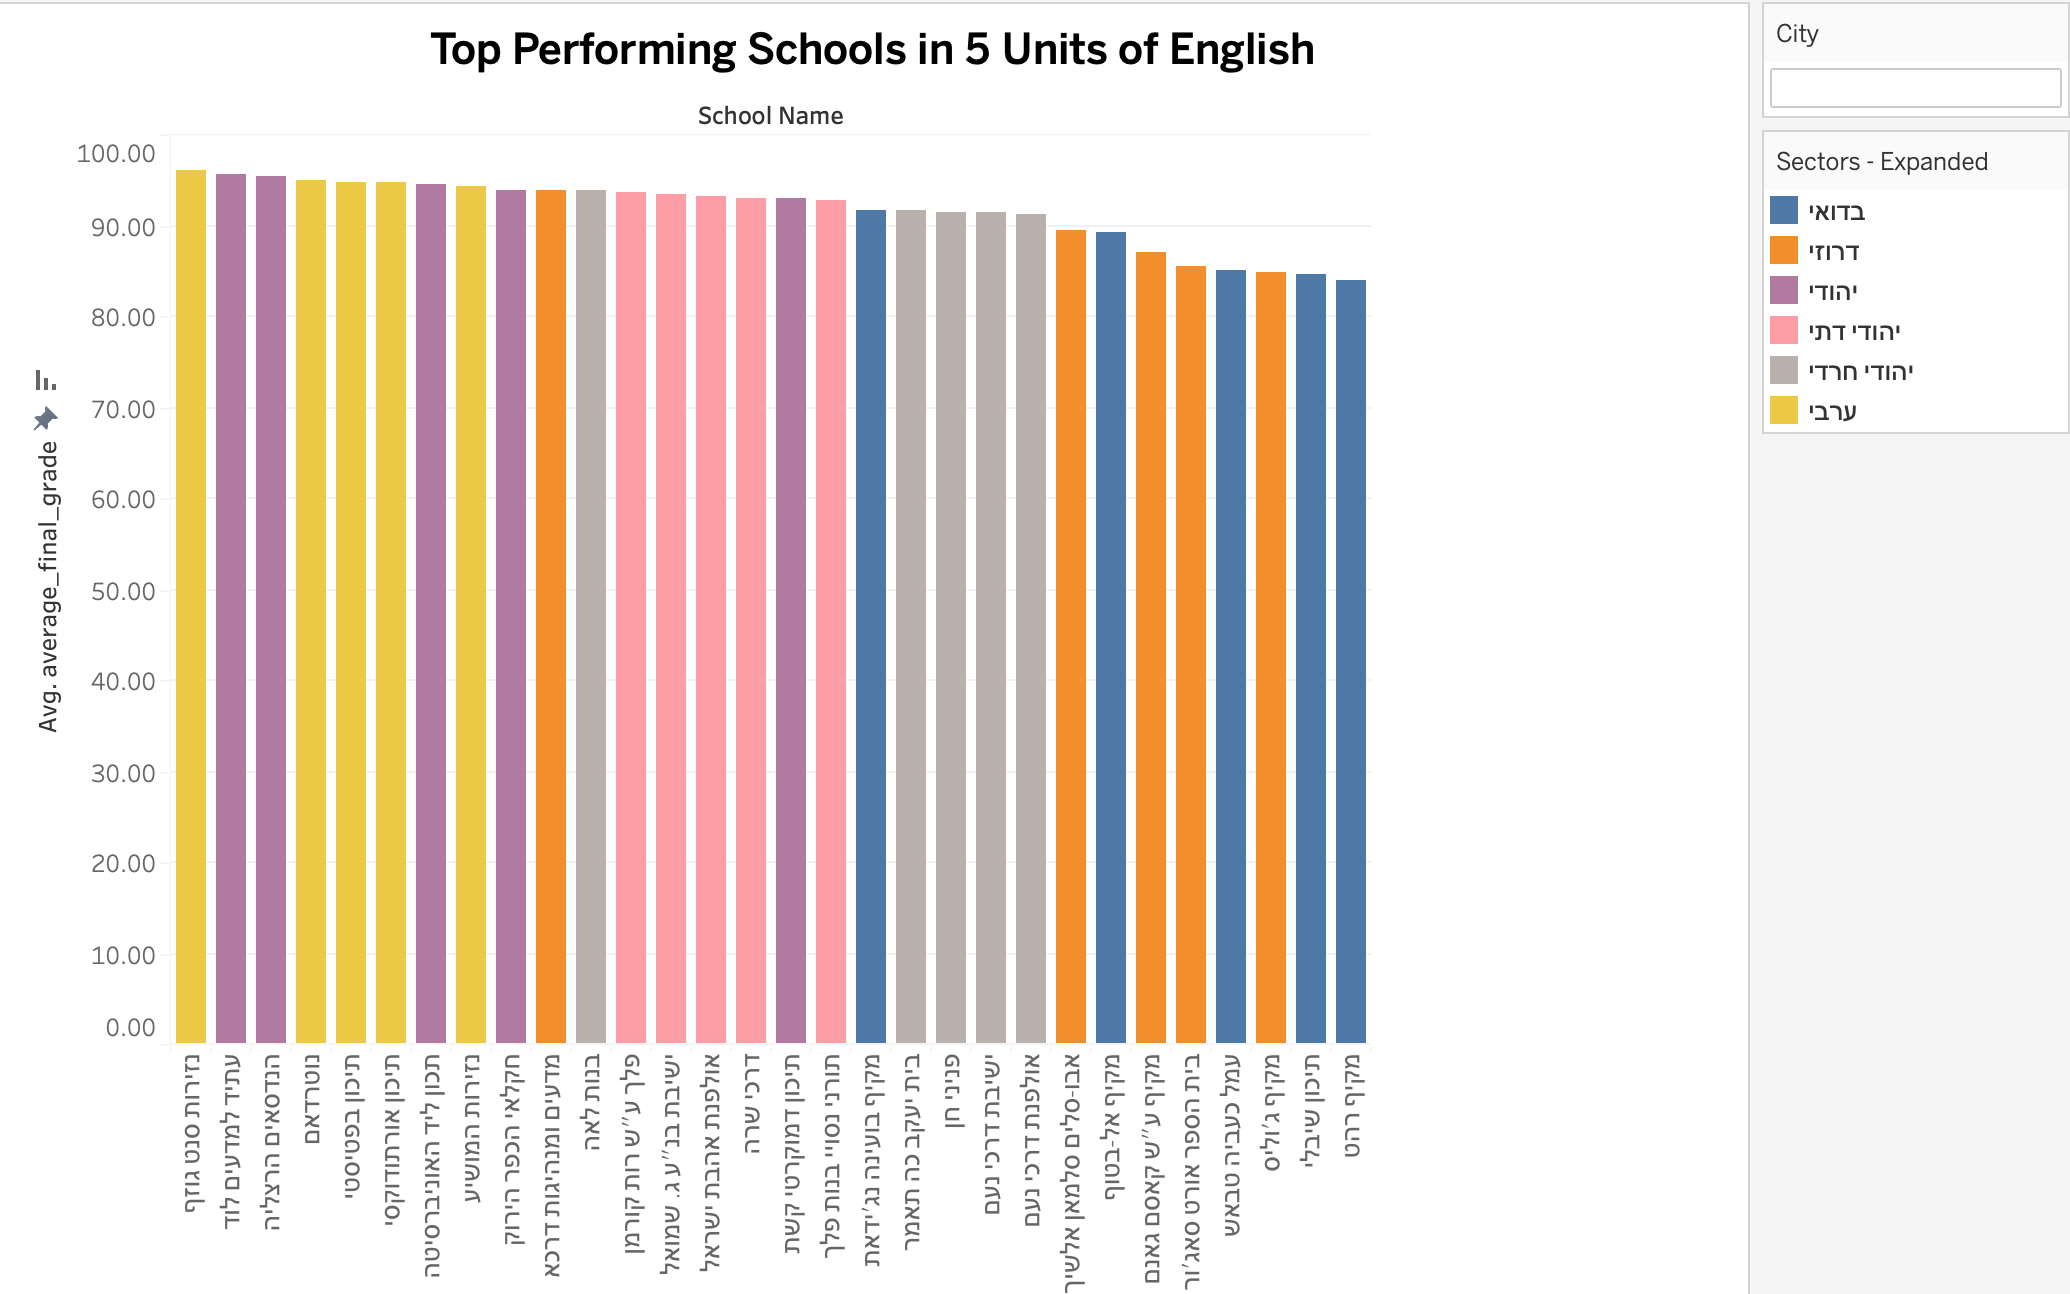 Top Performing Schools in 5 Units of English
School Name
100.00
90.00
80.00
70.00
60.00
50.00
40.00
30.00
20.00
10.00
0.00
Avg. average_final_grade
נזירות סנט גוזף
עתיד למדעים לוד
הנדסאים הרצליה
נוטרדאם
תיכון בפטיסטי
תיכון אורתודוקסי
תכון ליד האוניברסיטה
נזירות המושיע
חקלאי הכפר הירוק
מדעים ומנהיגות דרכא
בנות לאה
פלך ע״ש רות קורמן
ישיבת בנ״ע ג. שמואל
אולפנת אהבת ישראל
דרכי שרה
תיכון דמוקרטי קשת
תורני נסויי בנות פלך
מקיף בועינה נג׳ידאת
בית יעקב כרה תאמר
פניני חן
ישיבת דרכי נעם
אולפנת דרכי נעם
אבו-סלים סלמאן אלשיך
מקיף אל-בטוף
מקיף ע״ש קאסם גאנם
בית הספר אורט סאג׳ור
עמל כעביה טבאש
מקיף ג׳וליס
תיכון שיבלי
מקיף רהט
City
Sectors - Expanded
בדואי
דרוזי
יהודי
יהודי דתי
יהודי חרדי
ערבי